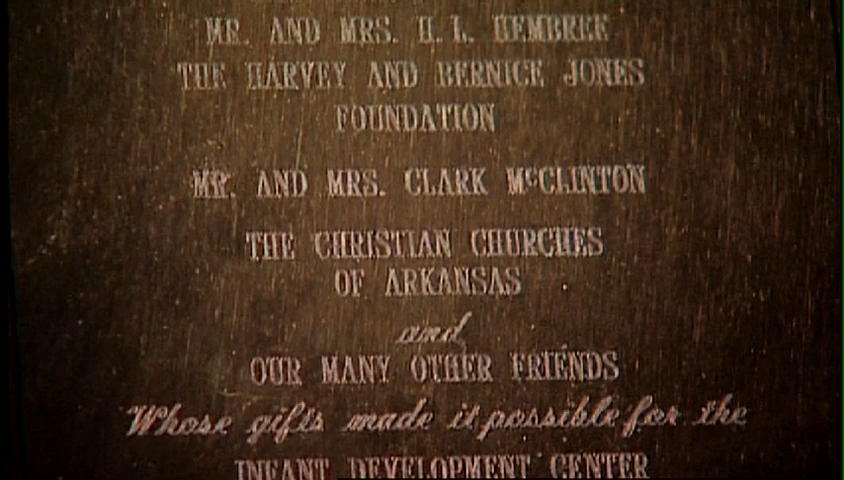 MR. AND MRS. H. L. HEMBREE
THE HARVEY AND BERNICE JONES
FOUNDATION
MR. AND MRS. CLARK McCLINTON
THE CHRISTIAN CHURCHES
OF ARKANSAS
and
OUR MANY OTHER FRIENDS
Whose gifts made it possible for the
INFANT DEVELOPMENT CENTER